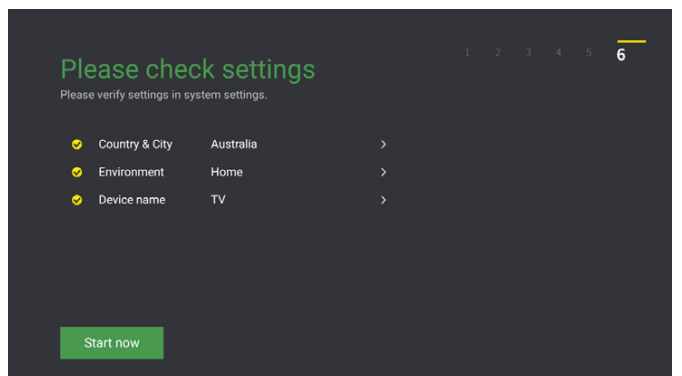 1 2 3 4 5 6
Please check settings
Please verify settings in system settings.
Country & City Australia >
Environment Home >
Device name TV >
Start now